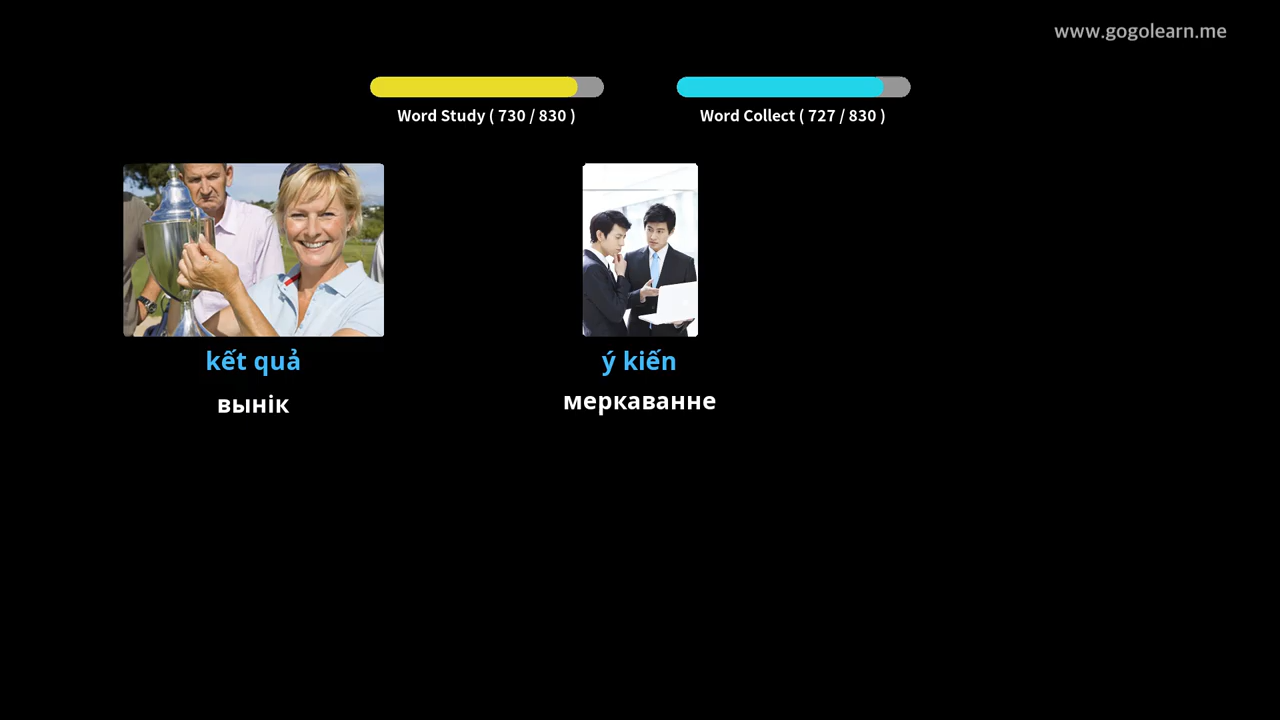 www.gogolearn.me
Word Study ( 730 / 830 )
Word Collect ( 727 / 830 )
kết quả
ý kiến
вынік
меркаванне